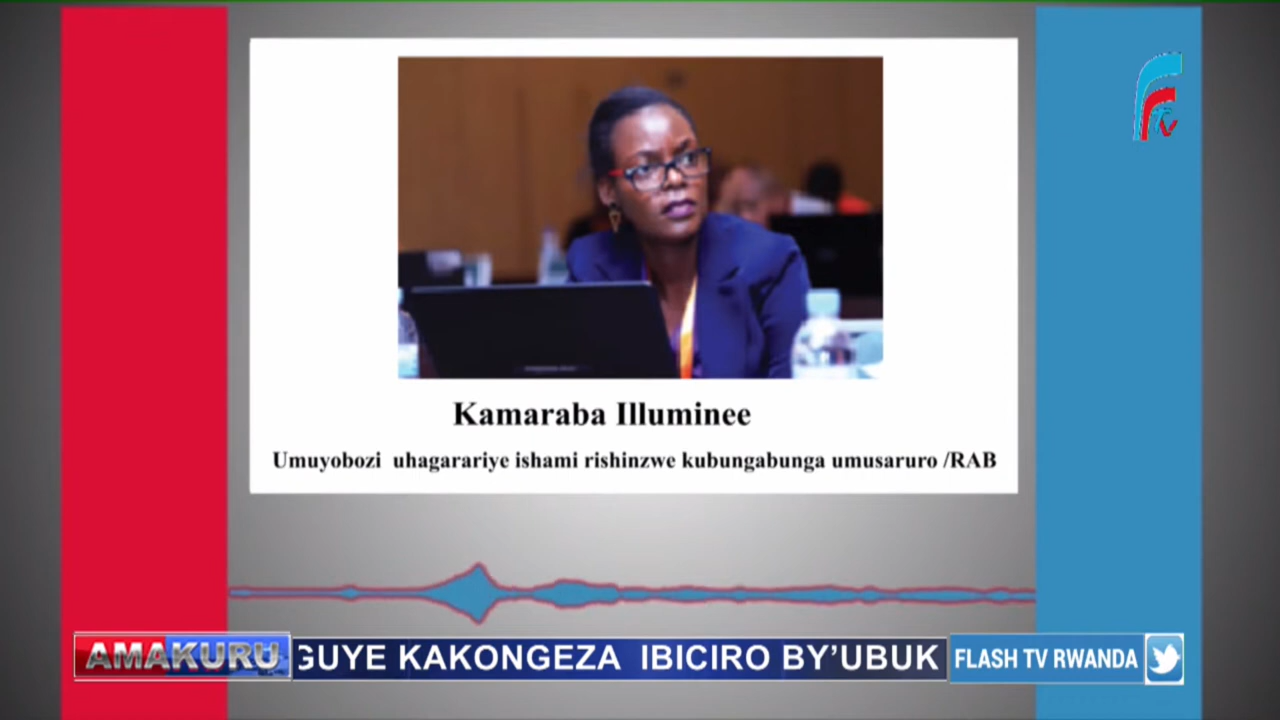 Kamaraba Illuminee
Umuyobozi uhagarariye ishami rishinzwe kubungabunga umusaruro /RAB
AMAKURU
GUYE KAKONGEZA IBICIRO BY’UBUK
FLASH TV RWANDA